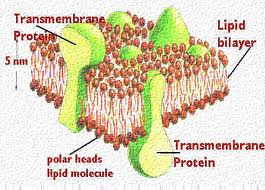 Transmembrane
Protein
Lipid
bilayer
5 nm
Transmembrane
Protein
polar heads
lipid molecule